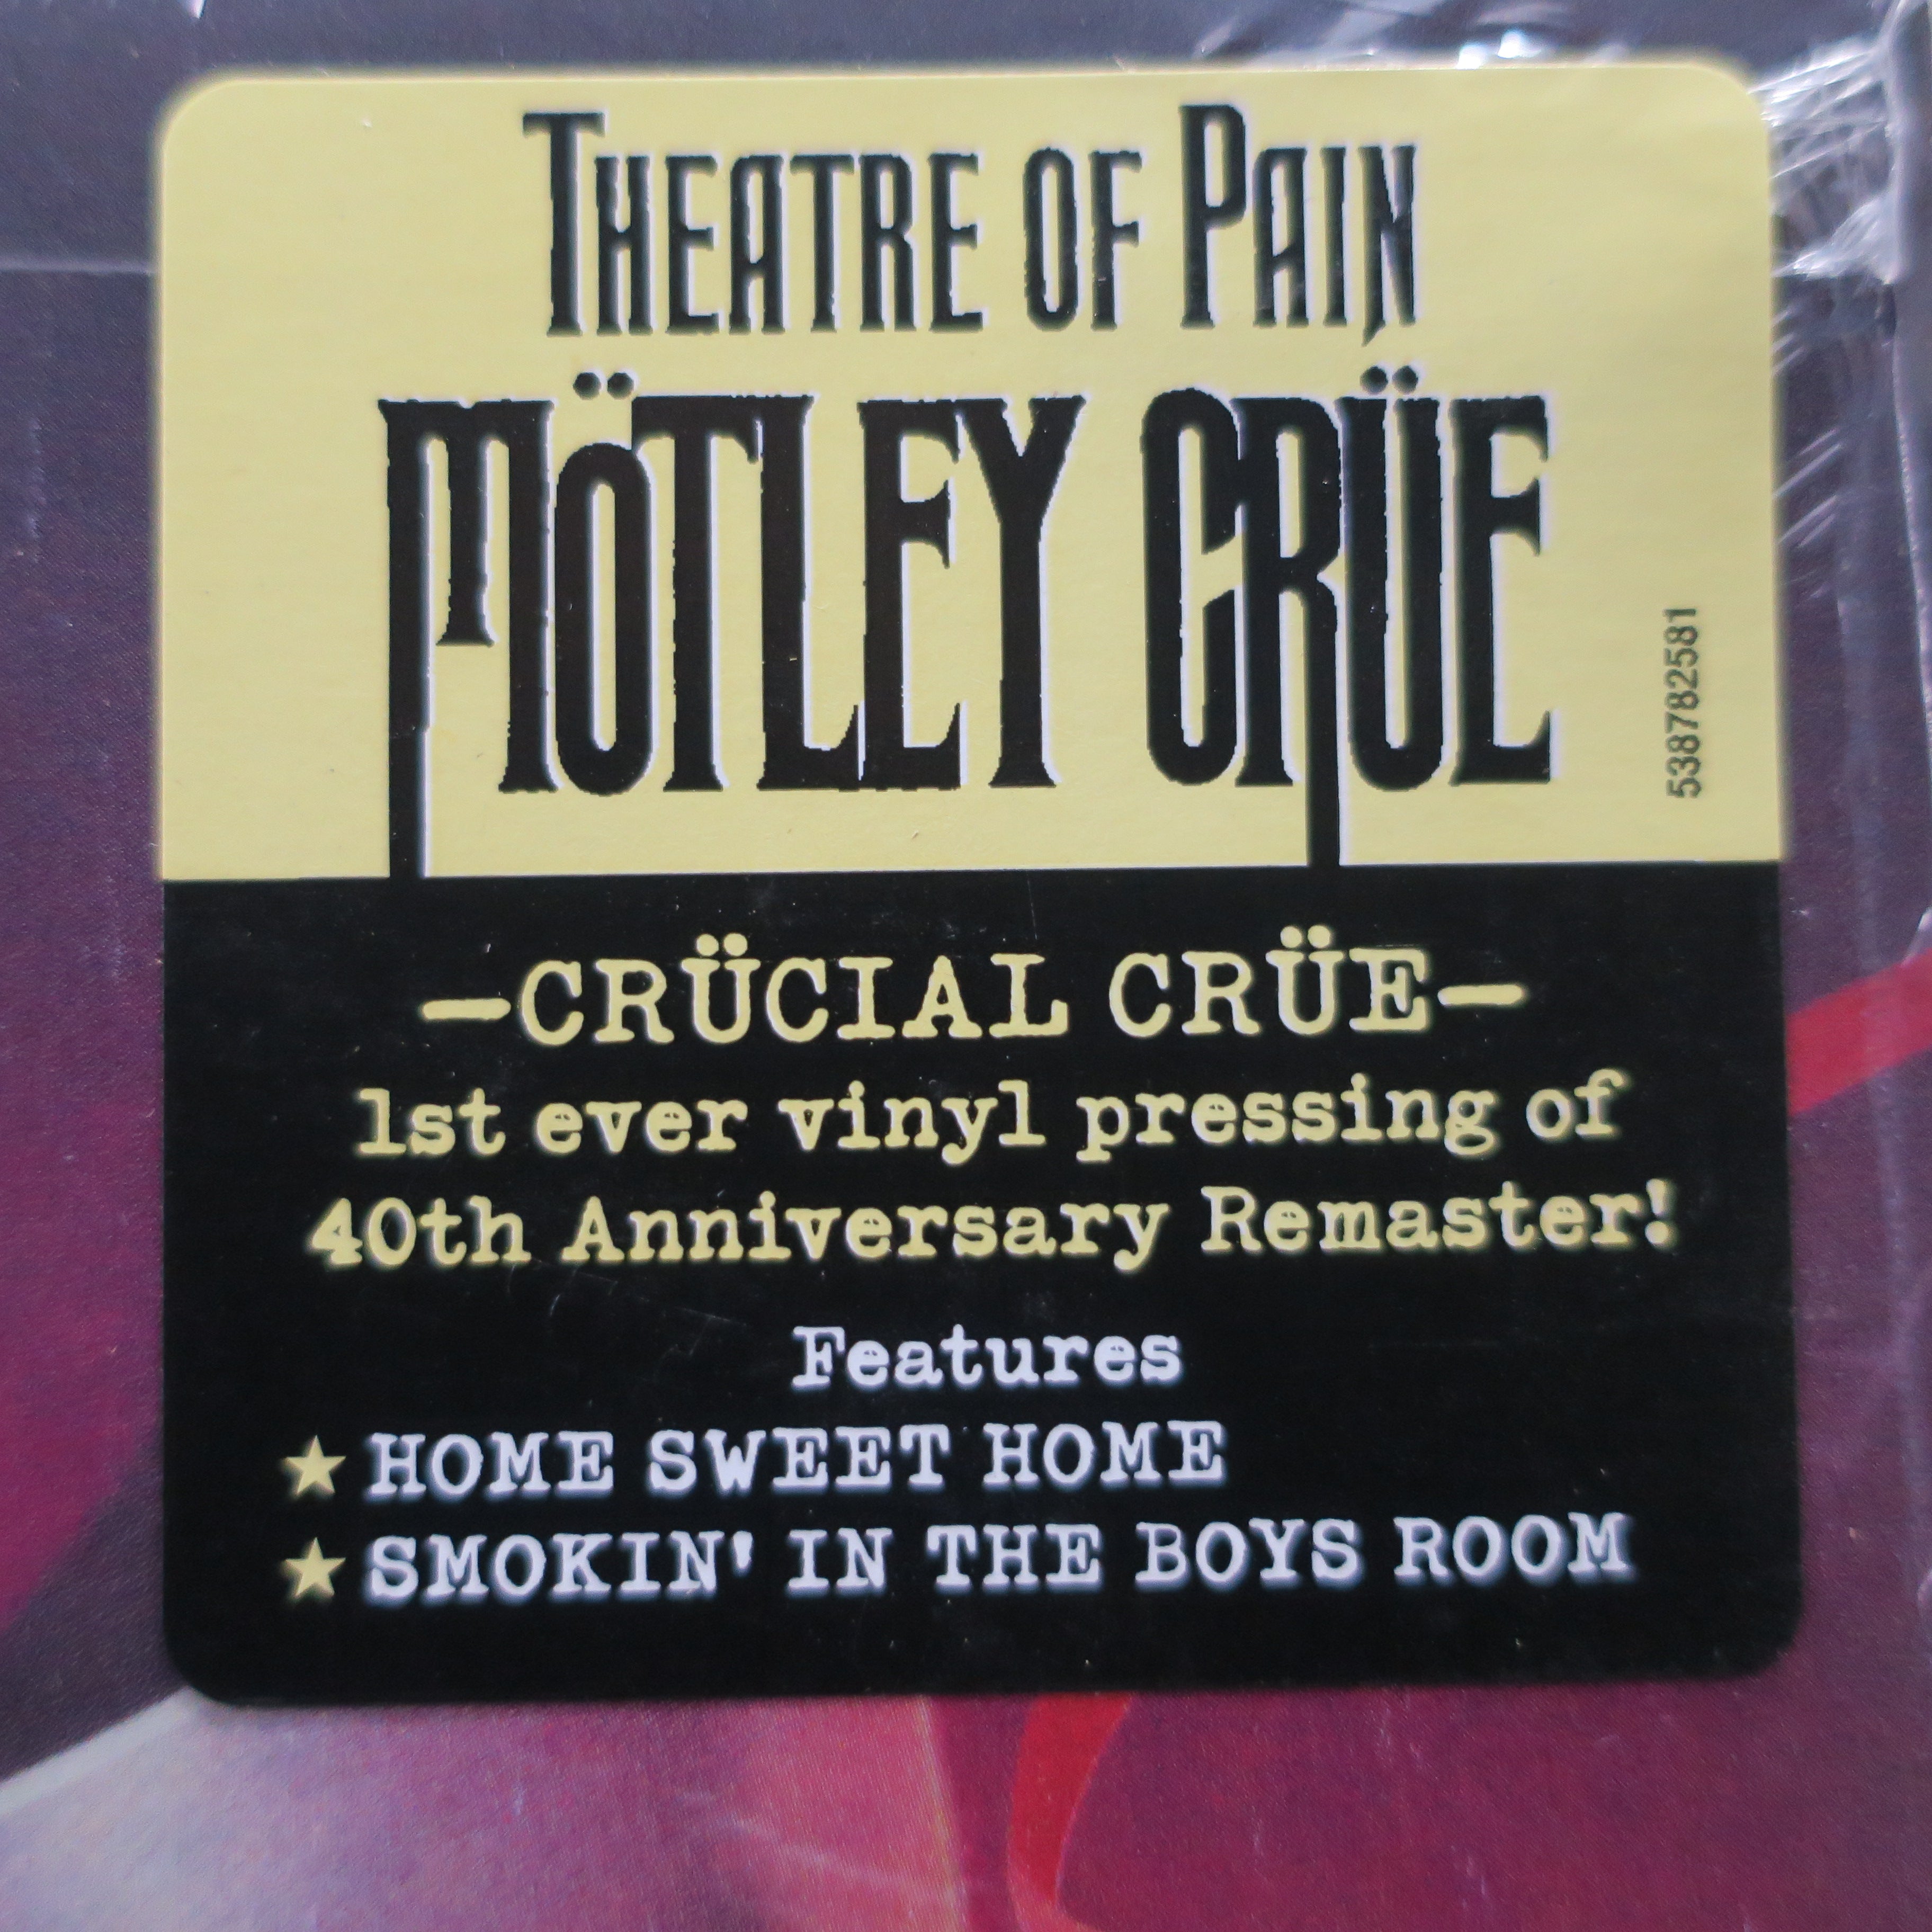 THEATRE OF PAIN
MÖTLEY CRÜE
538782581
—CRÜCIAL CRÜE—
1st ever vinyl pressing of
40th Anniversary Remaster!
Features
★ HOME SWEET HOME
★ SMOKIN' IN THE BOYS ROOM